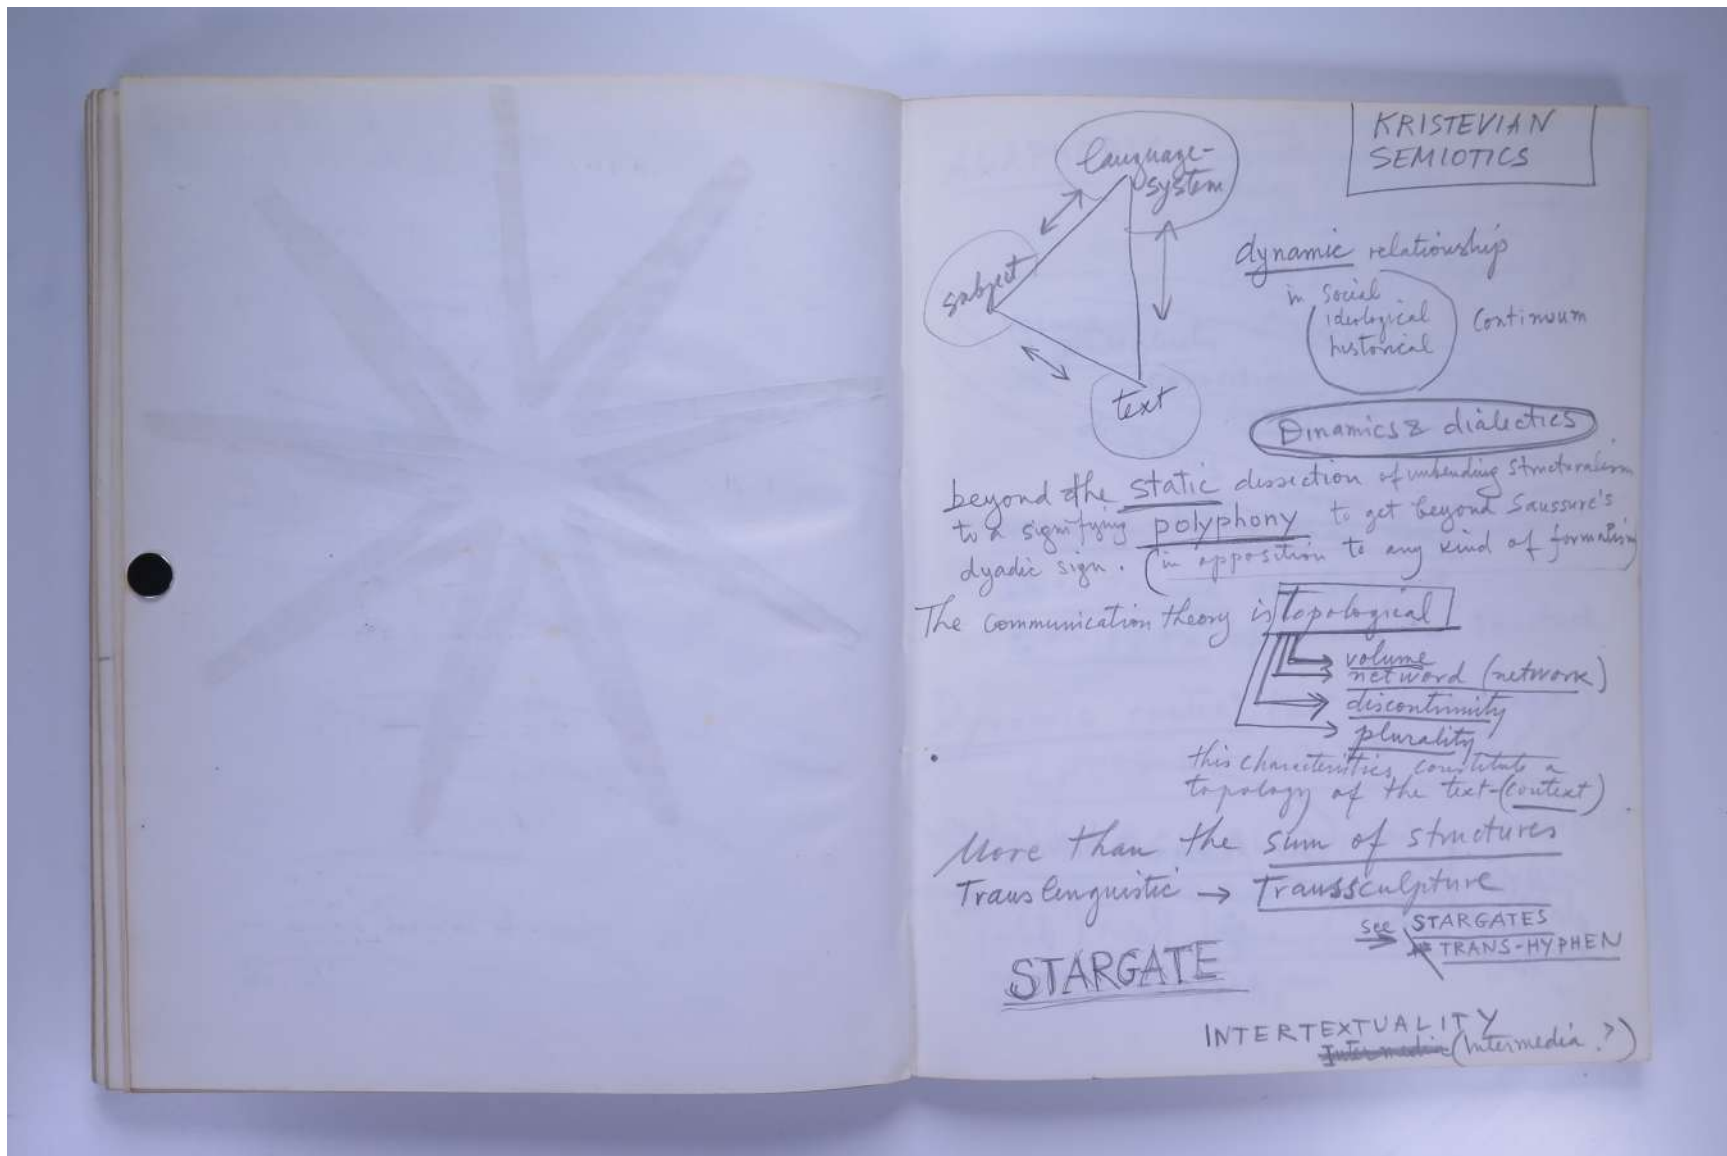 KRISTEVIAN
SEMIOTICS
language-
system
subject
text
dynamic relationship
in social
ideological
historical
continuum
Dinamics & dialectics
beyond the static dissection of unbending structuralism
to a signifying polyphony to get beyond Saussure's
dyadic sign. (in opposition to any kind of formalism)
The communication theory is topological
volume
netword (network)
discontinuity
plurality
this characteristics constitute a
topology of the text-(context)
More than the sum of structures
Translinguistic → Transsculpture
see STARGATES
TRANS-HYPHEN
STARGATE
INTERTEXTUALITY
Intermedia (Intermedia?)